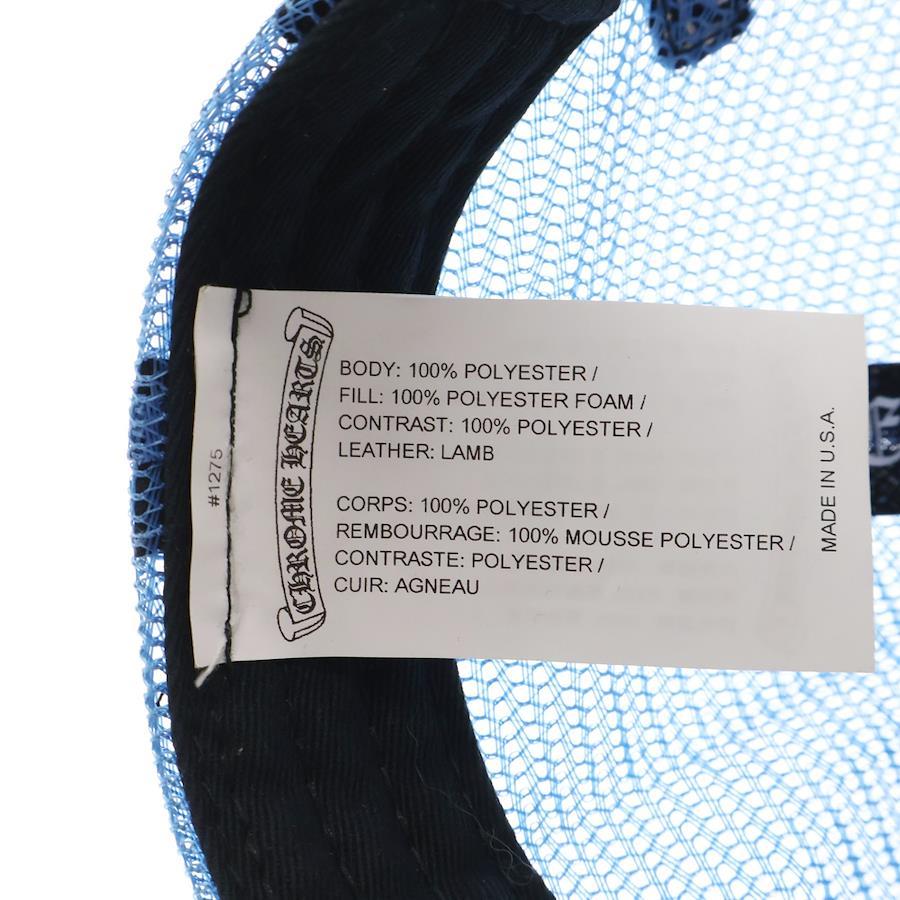 #1275
CHROME HEARTS
BODY: 100% POLYESTER /
FILL: 100% POLYESTER FOAM /
CONTRAST: 100% POLYESTER /
LEATHER: LAMB
CORPS: 100% POLYESTER /
REMBOURRAGE: 100% MOUSSE POLYESTER /
CONTRASTE: POLYESTER /
CUIR: AGNEAU
MADE IN U.S.A.